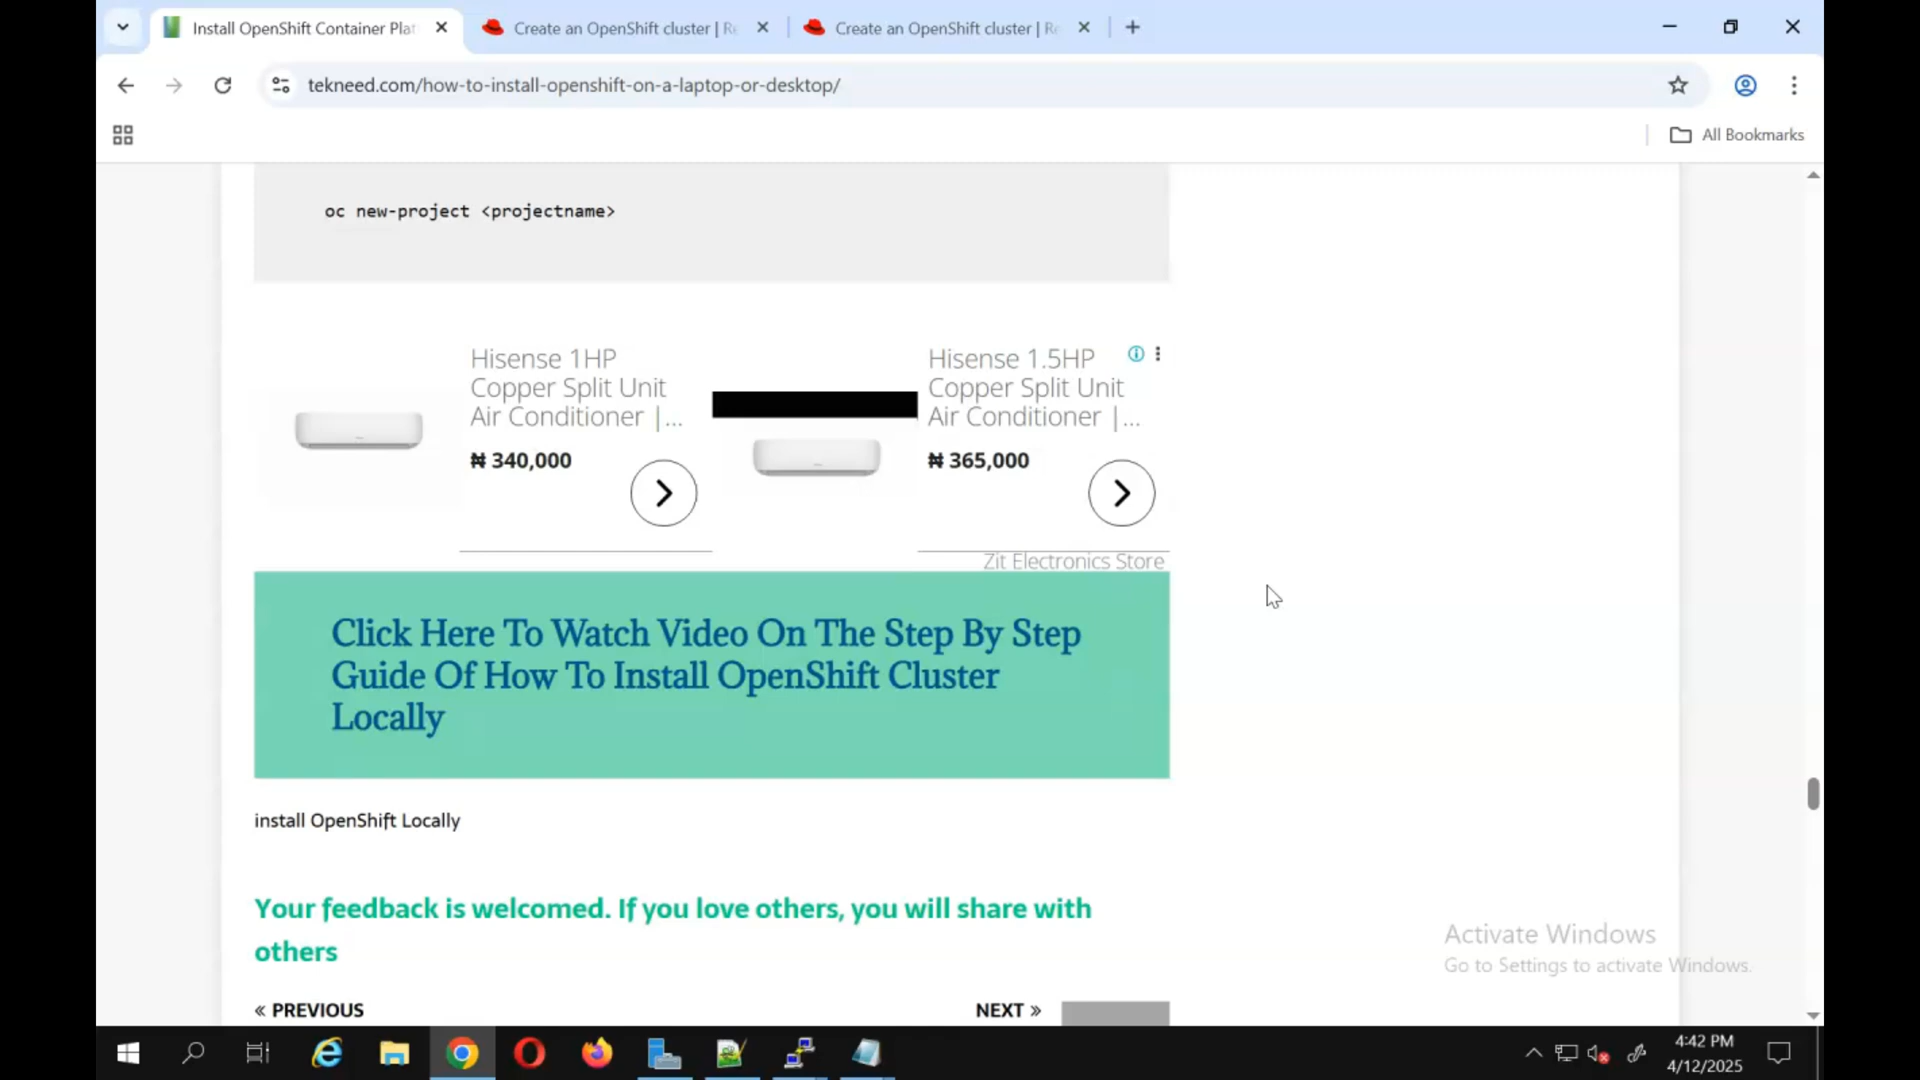 Install OpenShift Container Plat
Create an OpenShift cluster | Re
Create an OpenShift cluster | Re
tekneed.com/how-to-install-openshift-on-a-laptop-or-desktop/
All Bookmarks
oc new-project <projectname>
Hisense 1HP
Copper Split Unit
Air Conditioner |...
₦ 340,000
Hisense 1.5HP
Copper Split Unit
Air Conditioner |...
₦ 365,000
Zit Electronics Store
Click Here To Watch Video On The Step By Step
Guide Of How To Install OpenShift Cluster
Locally
install OpenShift Locally
Your feedback is welcomed. If you love others, you will share with
others
Activate Windows
Go to Settings to activate Windows.
« PREVIOUS
NEXT »
4:42 PM
4/12/2025